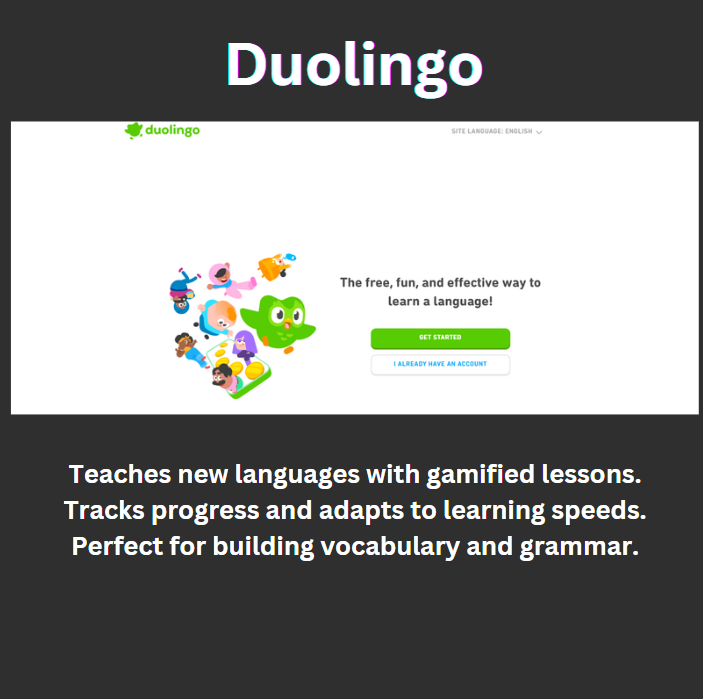 Duolingo
duolingo
SITE LANGUAGE: ENGLISH
The free, fun, and effective way to
learn a language!
GET STARTED
I ALREADY HAVE AN ACCOUNT
Teaches new languages with gamified lessons.
Tracks progress and adapts to learning speeds.
Perfect for building vocabulary and grammar.